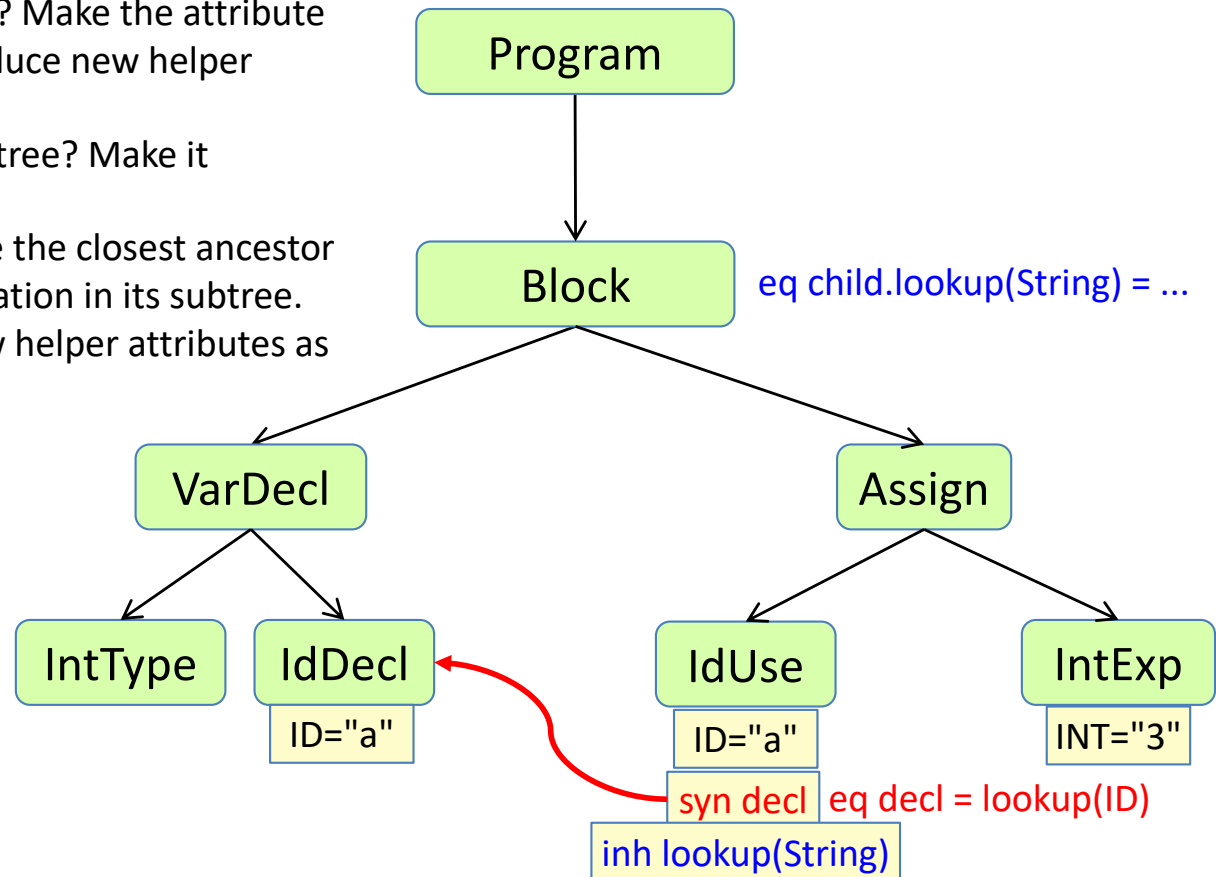 ? Make the attribute
duce new helper
tree? Make it
e the closest ancestor
ation in its subtree.
helper attributes as
Program
Block
eq child.lookup(String) = ...
VarDecl
Assign
IntType
IdDecl
IdUse
IntExp
ID="a"
ID="a"
INT="3"
syn decl
eq decl = lookup(ID)
inh lookup(String)